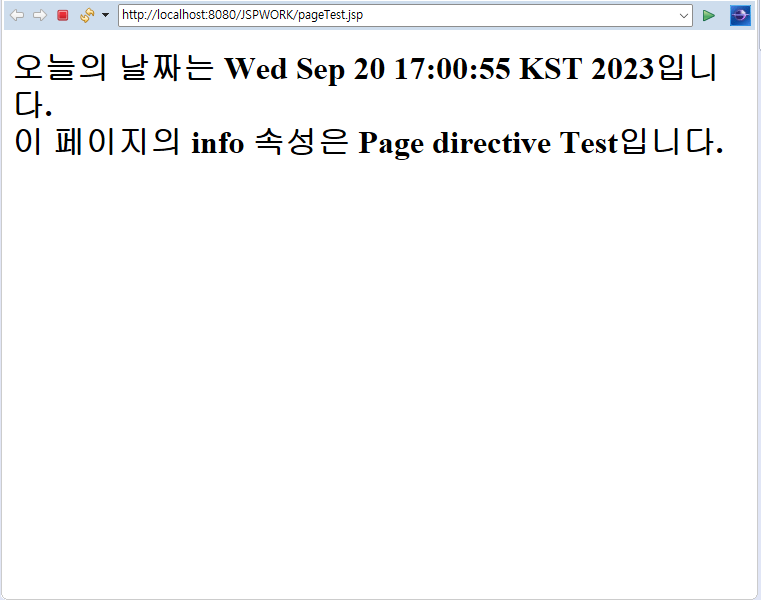 http://localhost:8080/JSPWORK/pageTest.jsp
오늘의 날짜는 Wed Sep 20 17:00:55 KST 2023입니
다.
이 페이지의 info 속성은 Page directive Test입니다.